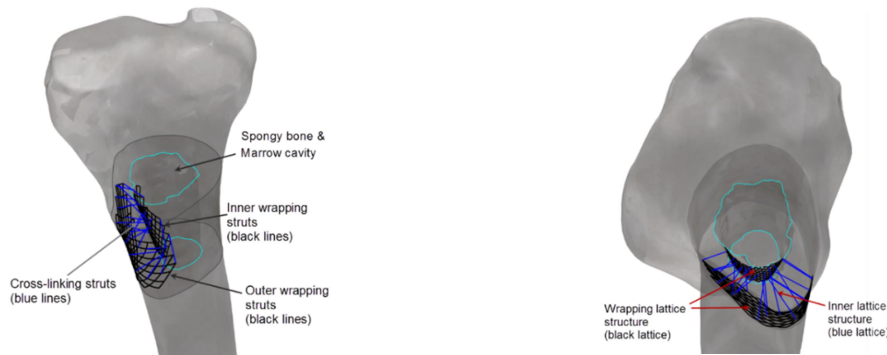 Spongy bone &
Marrow cavity
Inner wrapping
struts
(black lines)
Cross-linking struts
(blue lines)
Outer wrapping
struts
(black lines)
Wrapping lattice
structure
(black lattice)
Inner lattice
structure
(blue lattice)